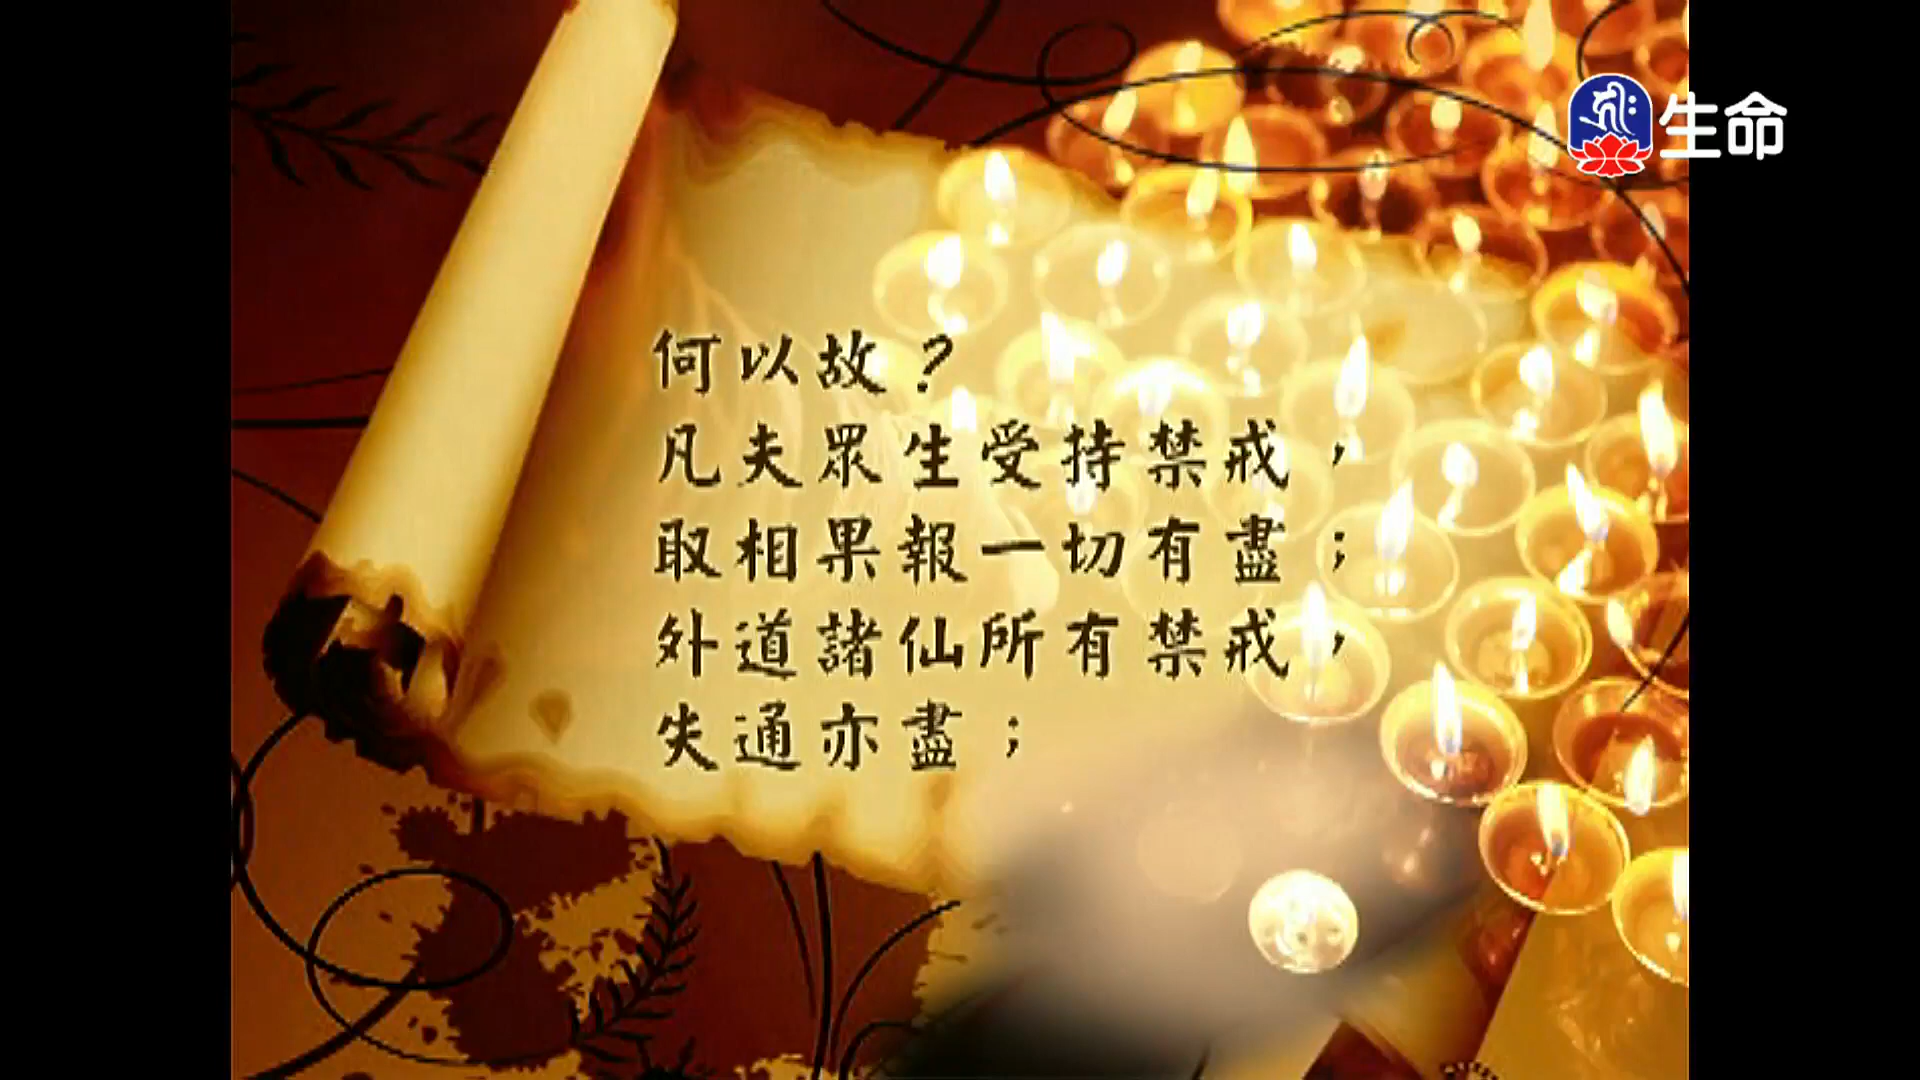 生命
何以故？
凡夫眾生受持禁戒，
取相果報一切有盡；
外道諸仙所有禁戒，
失通亦盡；